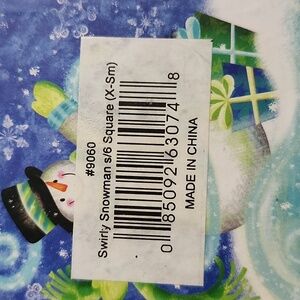 #9060
Swirly Snowman s/6 Square (X-Sm)
0 85092 63074 8
MADE IN CHINA